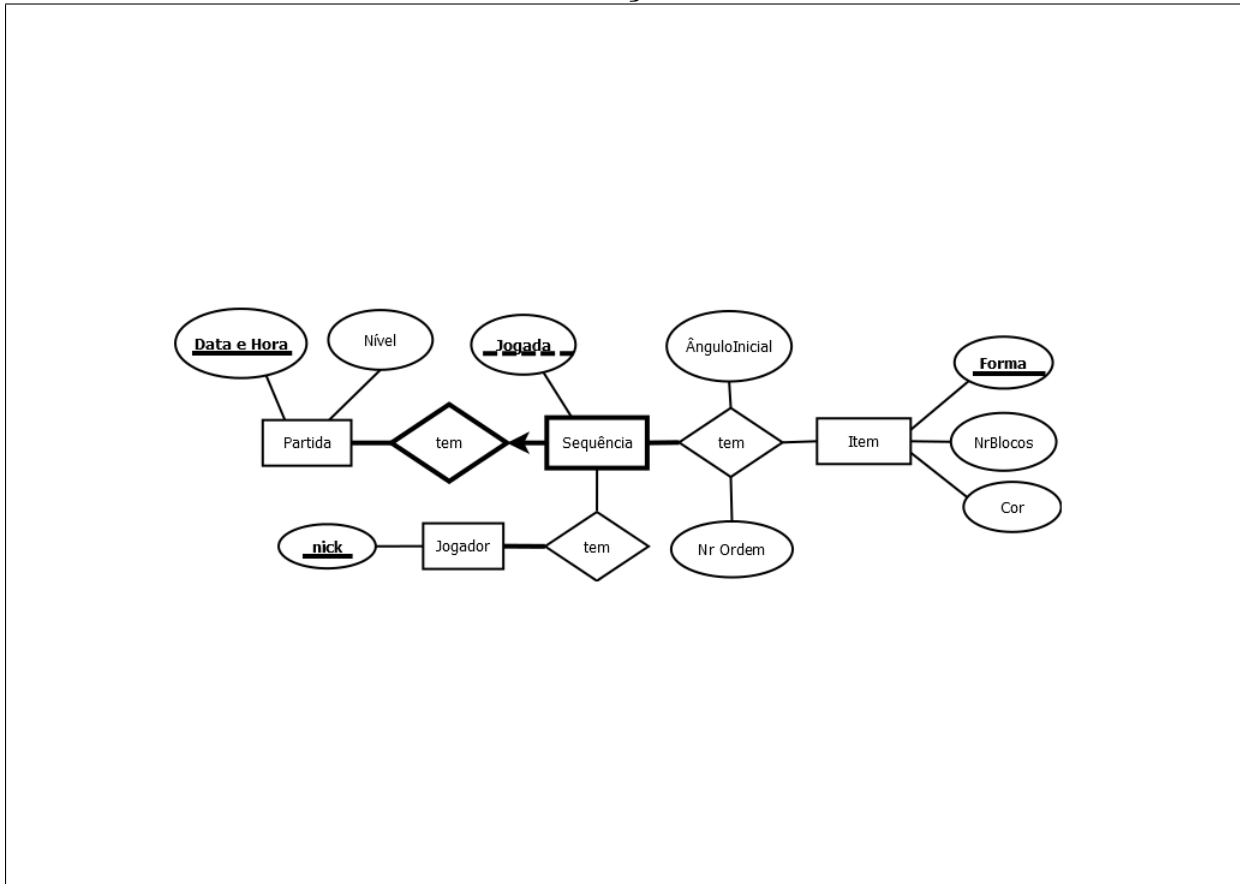 Data e Hora
Nível
Jogada
ÂnguloInicial
Forma
Partida
tem
Sequência
tem
Item
NrBlocos
Cor
nick
Jogador
tem
Nr Ordem